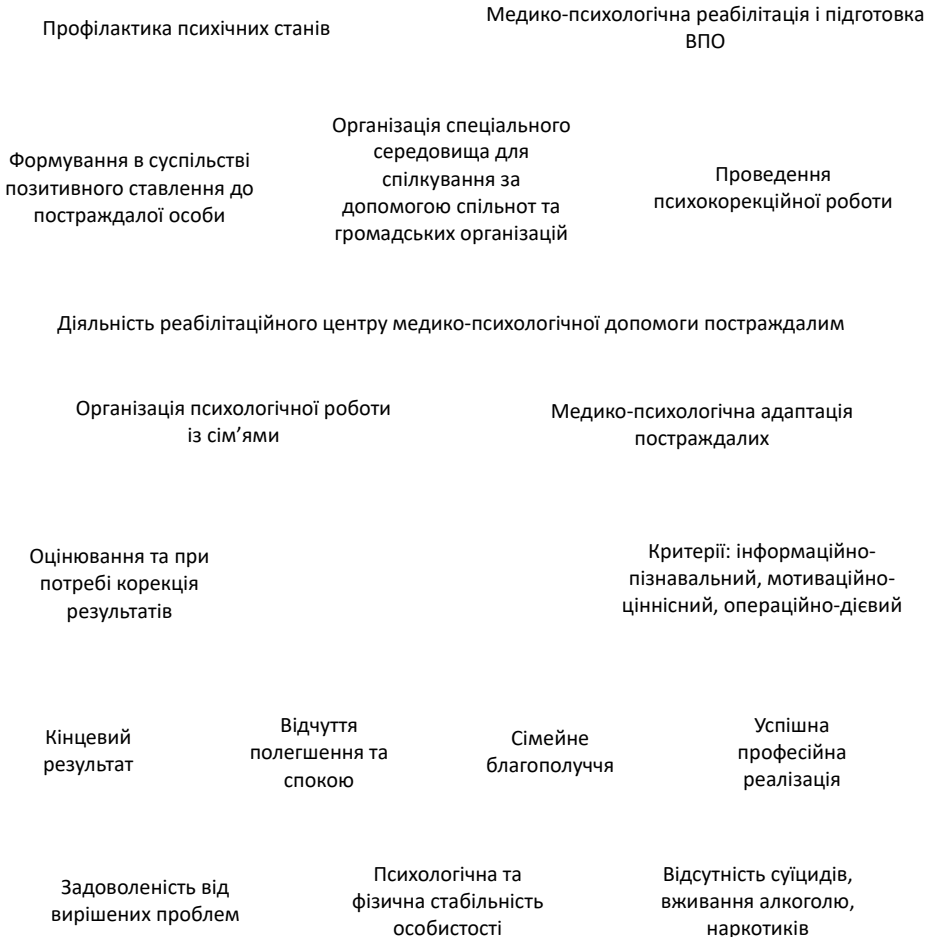 Профілактика психічних станів
Медико-психологічна реабілітація і підготовка
ВПО
Формування в суспільстві
позитивного ставлення до
постраждалої особи
Організація спеціального
середовища для
спілкування за
допомогою спільнот та
громадських організацій
Проведення
психокорекційної роботи
Діяльність реабілітаційного центру медико-психологічної допомоги постраждалим
Організація психологічної роботи
із сім’ями
Медико-психологічна адаптація
постраждалих
Оцінювання та при
потребі корекція
результатів
Критерії: інформаційно-
пізнавальний, мотиваційно-
ціннісний, операційно-дієвий
Кінцевий
результат
Відчуття
полегшення та
спокою
Сімейне
благополуччя
Успішна
професійна
реалізація
Задоволеність від
вирішених проблем
Психологічна та
фізична стабільність
особистості
Відсутність суїцидів,
вживання алкоголю,
наркотиків